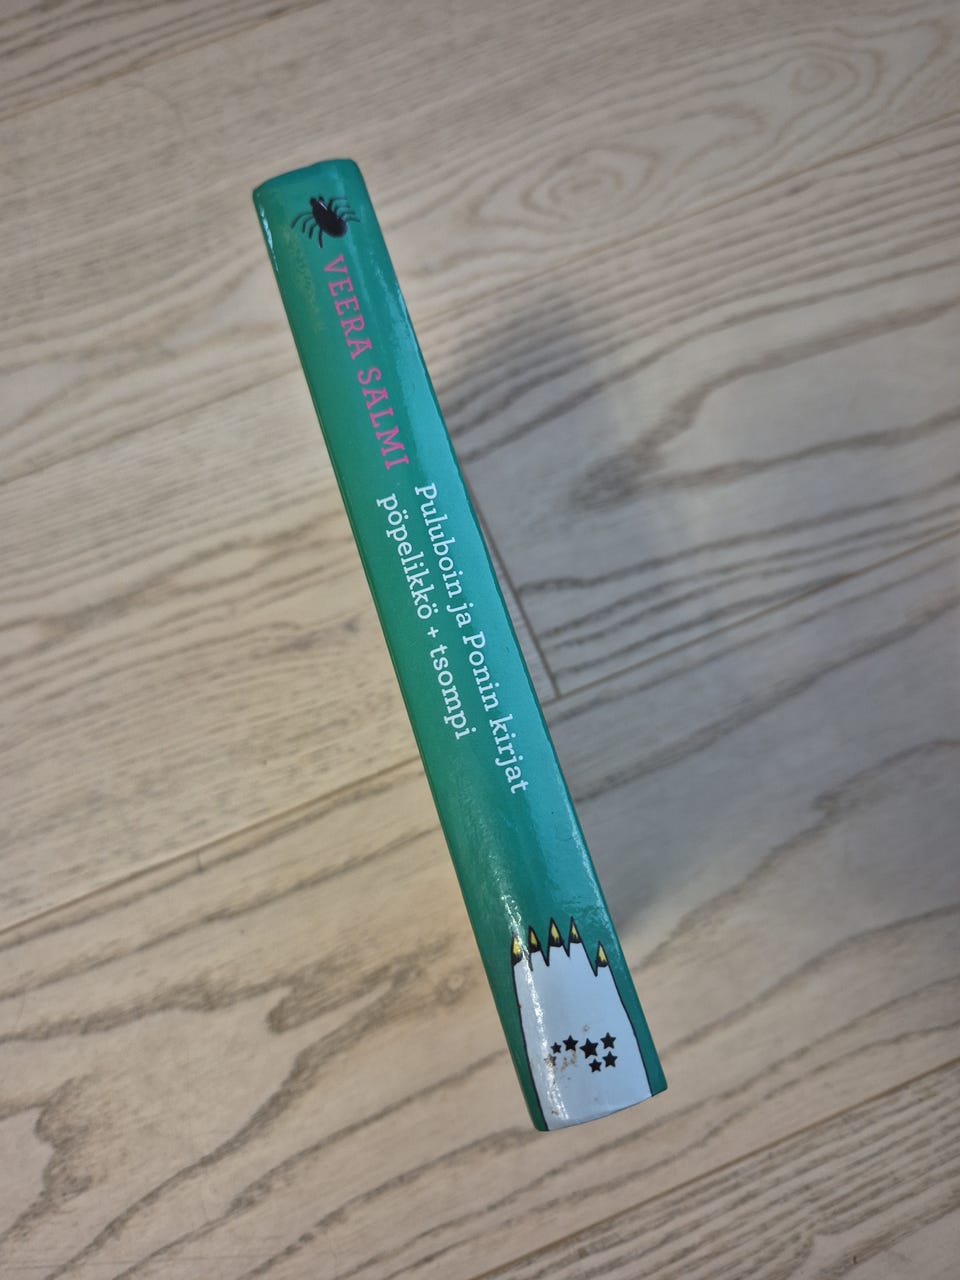 VEERA SALMI
Puluboin ja Ponin kirjat
pöpelikkö + tsompi